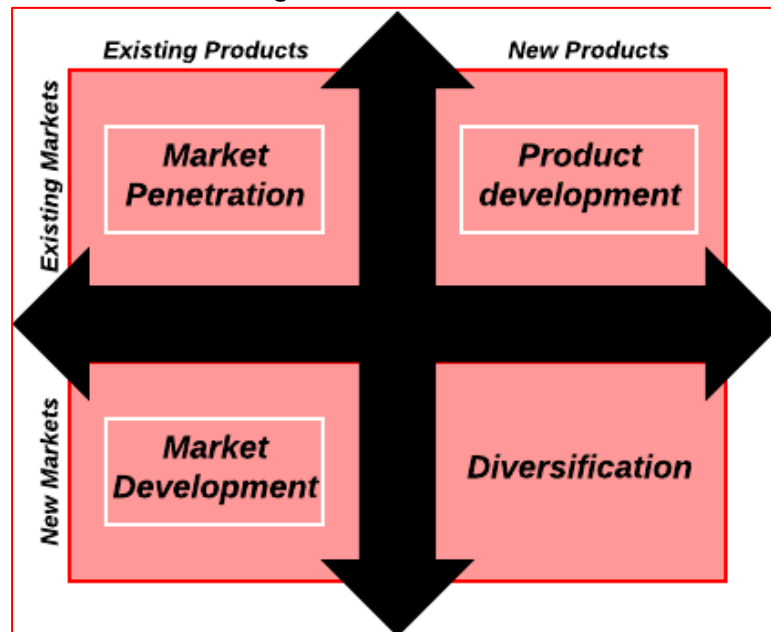 Existing Products
New Products
Existing Markets
Market
Penetration
Product
development
New Markets
Market
Development
Diversification